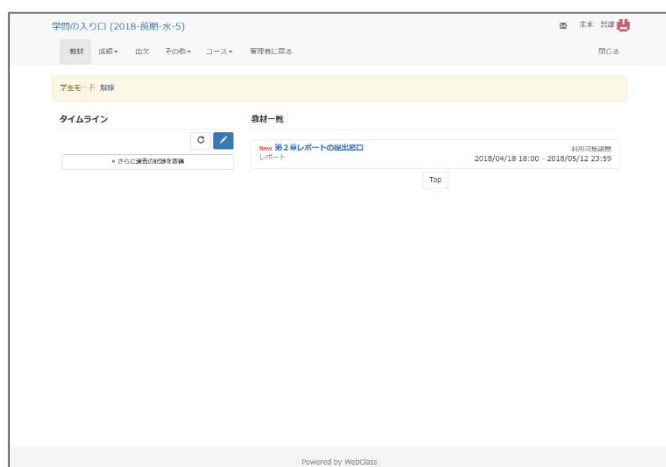 学問の入り口 (2018-前期-水-5)
教材 成績 出欠 その他 コース 管理者に戻る 閉じる
学生モード 解除
タイムライン
» さらに過去の記録を取得
教材一覧
New 第2章レポートの提出窓口
レポート
利用可能期間
2018/04/18 18:00 - 2018/05/12 23:59
Top
Powered by WebClass